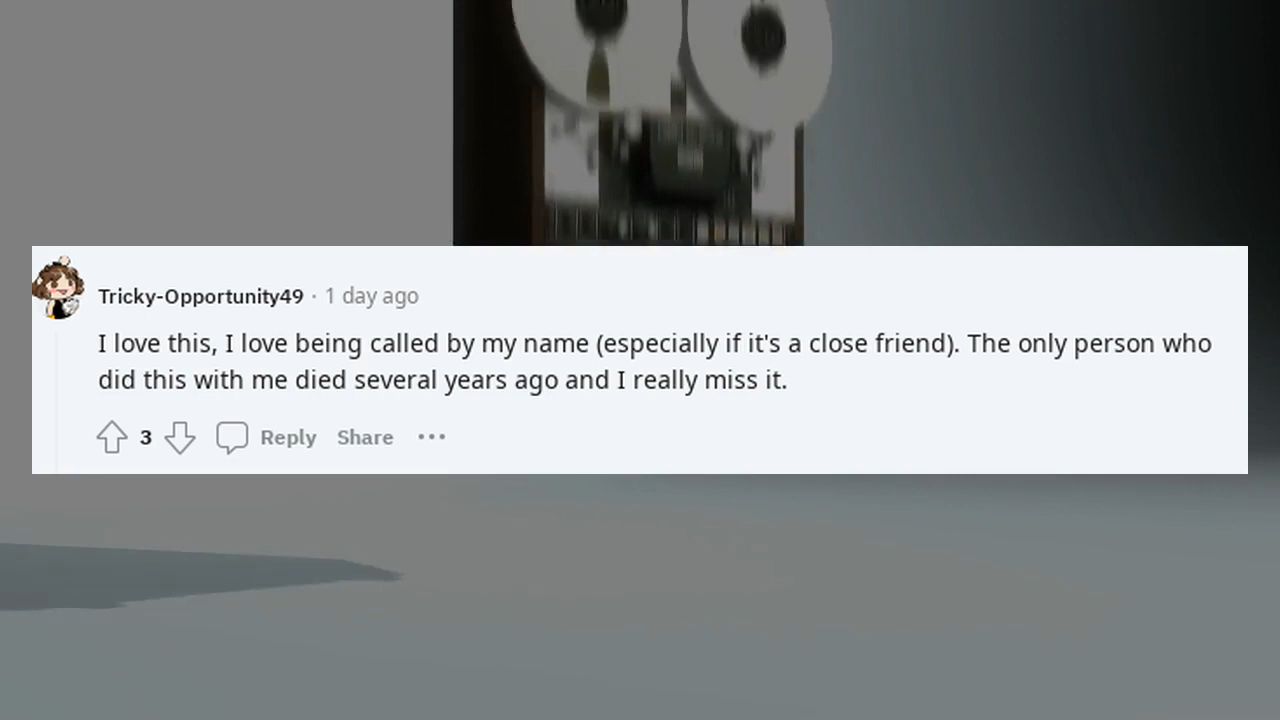 Tricky-Opportunity49 · 1 day ago
I love this, I love being called by my name (especially if it's a close friend). The only person who
did this with me died several years ago and I really miss it.
3 Reply Share